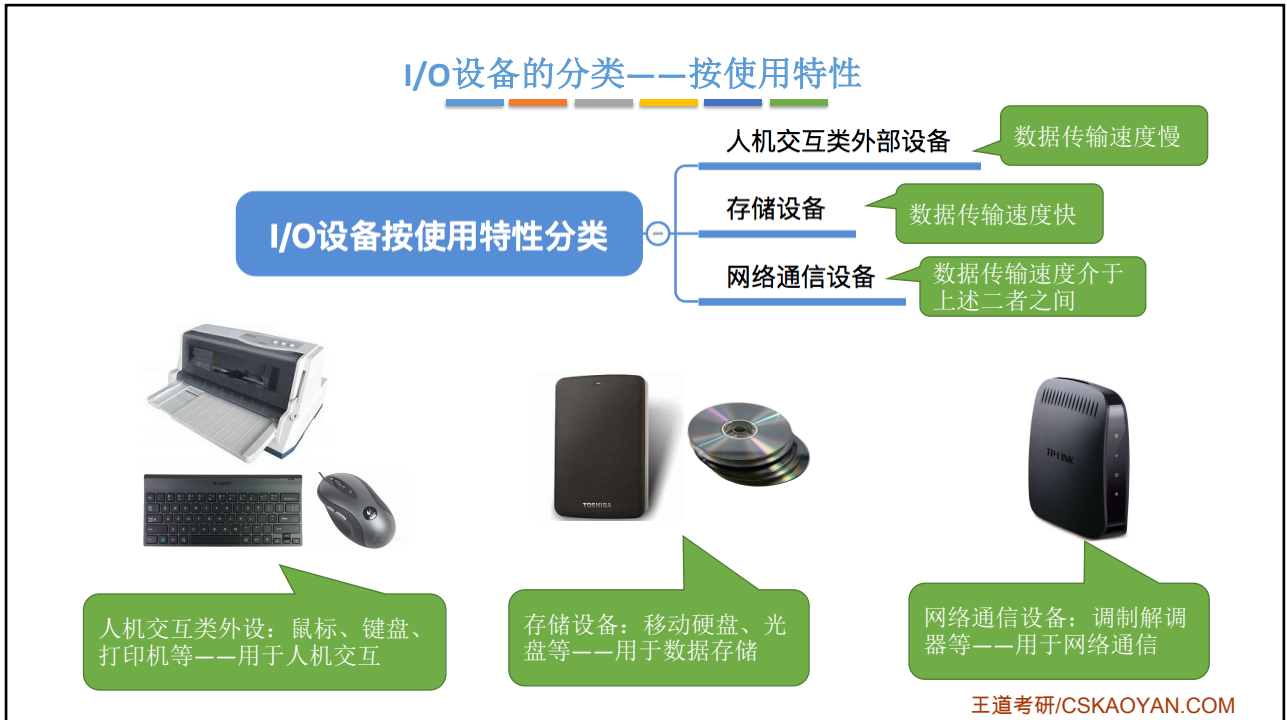 I/O设备的分类——按使用特性
人机交互类外部设备
数据传输速度慢
I/O设备按使用特性分类
存储设备
数据传输速度快
网络通信设备
数据传输速度介于
上述二者之间
TOSHIBA
TP-LINK
人机交互类外设：鼠标、键盘、
打印机等——用于人机交互
存储设备：移动硬盘、光
盘等——用于数据存储
网络通信设备：调制解调
器等——用于网络通信
王道考研/CSKAOYAN.COM